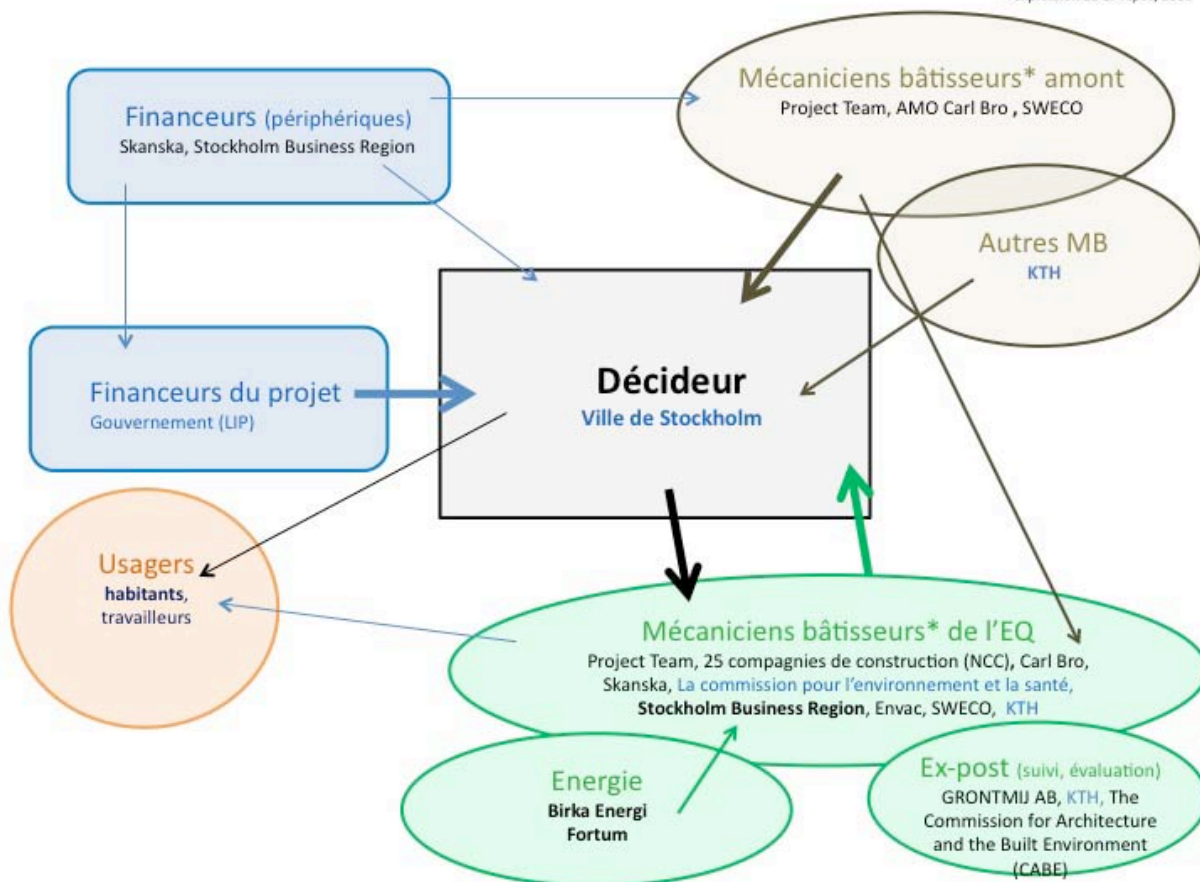 Mécaniciens bâtisseurs* amont
Project Team, AMO Carl Bro , SWECO
Financeurs (périphériques)
Skanska, Stockholm Business Region
Autres MB
KTH
Financeurs du projet
Gouvernement (LIP)
Décideur
Ville de Stockholm
Usagers
habitants,
travailleurs
Mécaniciens bâtisseurs* de l'EQ
Project Team, 25 compagnies de construction (NCC), Carl Bro,
Skanska, La commission pour l'environnement et la santé,
Stockholm Business Region, Envac, SWECO, KTH
Energie
Birka Energi
Fortum
Ex-post (suivi, évaluation)
GRONTMIJ AB, KTH, The
Commission for Architecture
and the Built Environment
(CABE)